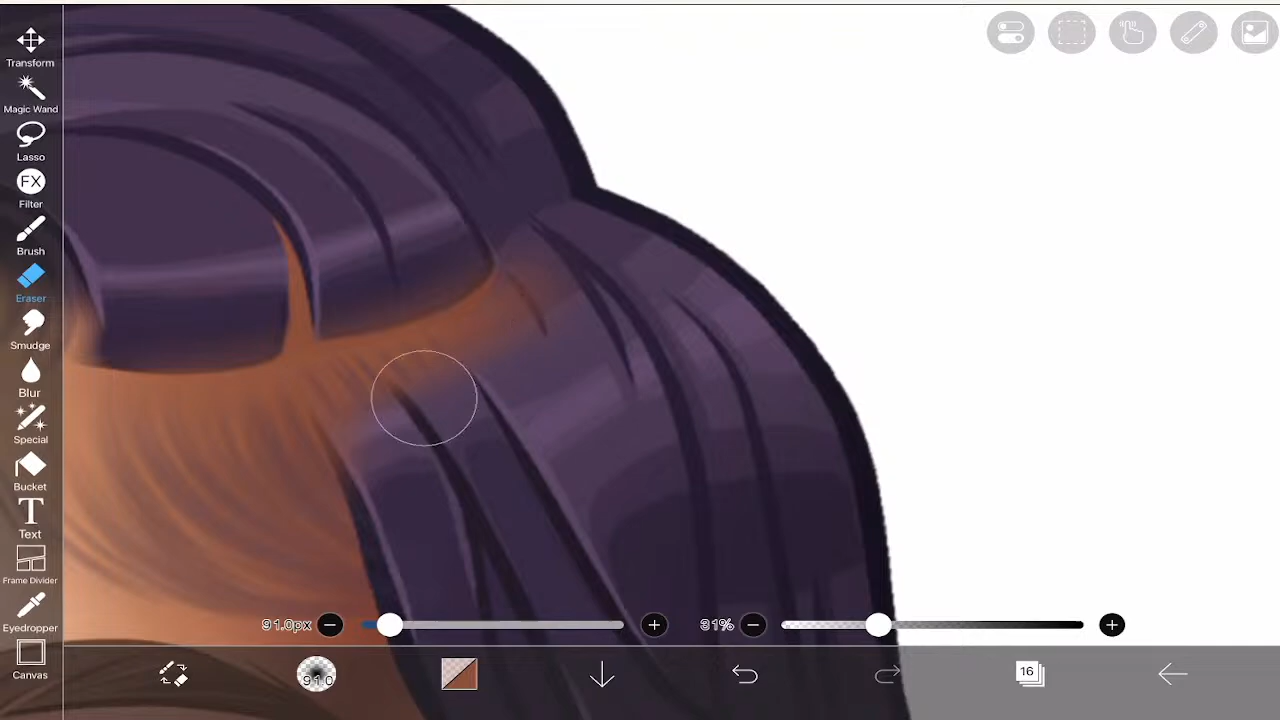 Transform
Magic Wand
Lasso
FX
Filter
Brush
Eraser
Smudge
Blur
Special
Bucket
T
Text
Frame Divider
Eyedropper
Canvas
91.0px
31%
91.0
16